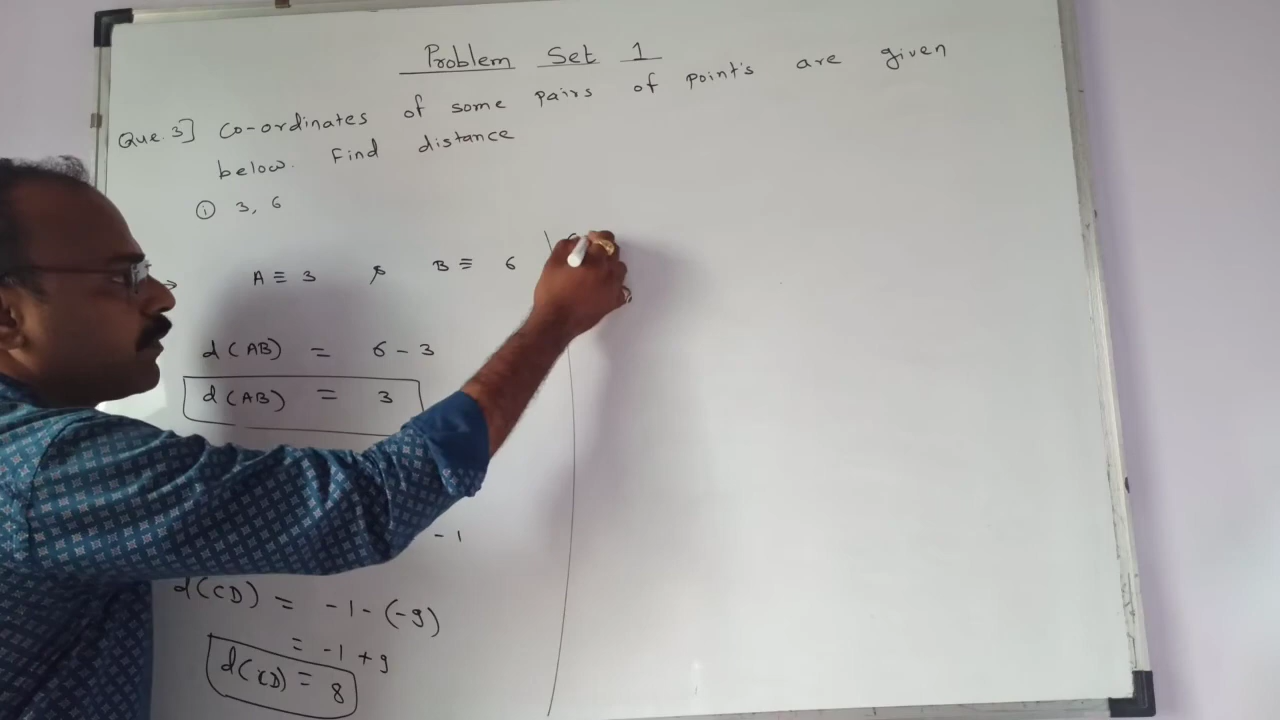 Problem Set 1
Que. 3] Co-ordinates of some pairs of point's are given
below. Find distance
① 3, 6
→ A ≡ 3 , B ≡ 6
d(AB) = 6 - 3
d(AB) = 3
- 1
d(CD) = -1-(-9)
= -1 + 9
d(CD) = 8